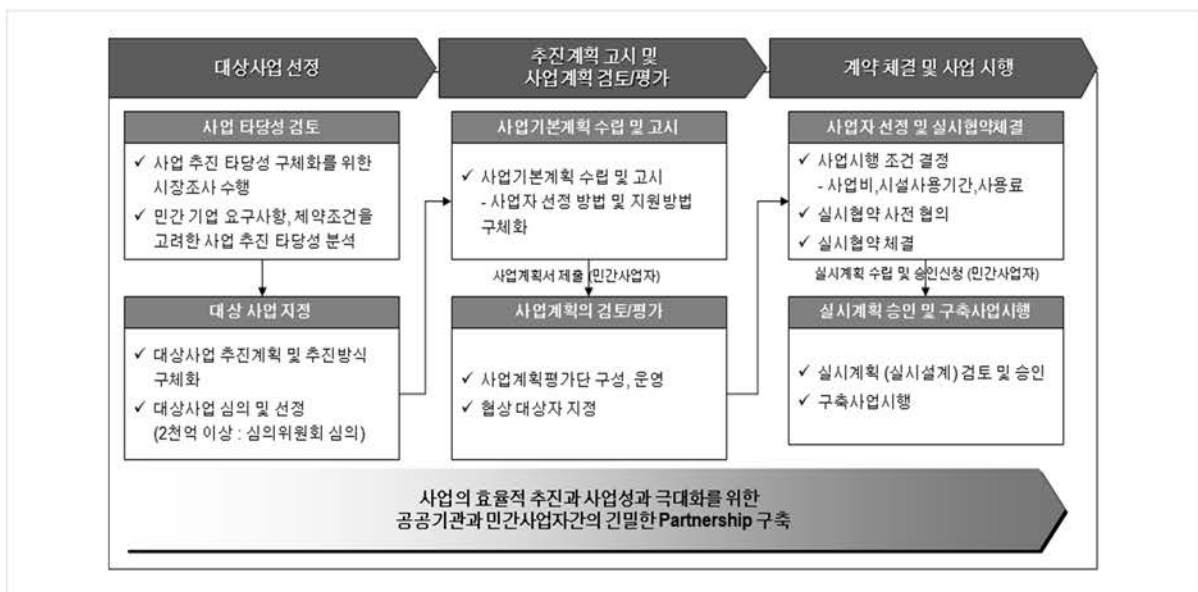 대상사업 선정
추진계획 고시 및
사업계획 검토/평가
계약 체결 및 사업 시행
사업 타당성 검토
✓ 사업 추진 타당성 구체화를 위한
시장조사 수행
✓ 민간 기업 요구사항, 제약조건을
고려한 사업 추진 타당성 분석
대상 사업 지정
✓ 대상사업 추진계획 및 추진방식
구체화
✓ 대상사업 심의 및 선정
(2천억 이상 : 심의위원회 심의)
사업기본계획 수립 및 고시
✓ 사업기본계획 수립 및 고시
- 사업자 선정 방법 및 지원방법
구체화
사업계획서 제출 (민간사업자)
사업계획의 검토/평가
✓ 사업계획평가단 구성, 운영
✓ 협상 대상자 지정
사업자 선정 및 실시협약체결
✓ 사업시행 조건 결정
- 사업비,시설사용기간,사용료
✓ 실시협약 사전 협의
✓ 실시협약 체결
실시계획 수립 및 승인신청 (민간사업자)
실시계획 승인 및 구축사업시행
✓ 실시계획 (실시설계) 검토 및 승인
✓ 구축사업시행
사업의 효율적 추진과 사업성과 극대화를 위한
공공기관과 민간사업자간의 긴밀한 Partnership 구축